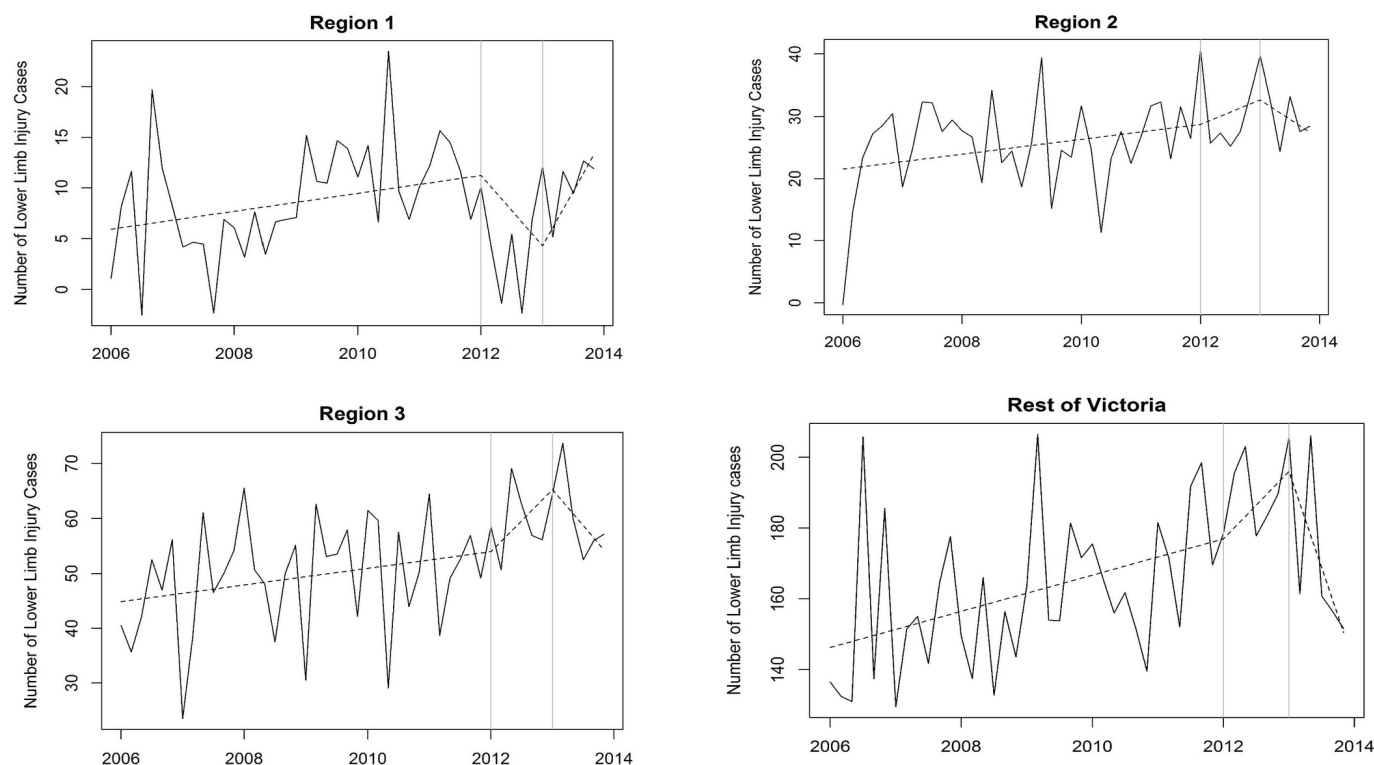 Region 1
Number of Lower Limb Injury Cases
20
15
10
5
0
2006 2008 2010 2012 2014
Region 2
Number of Lower Limb Injury Cases
40
30
20
10
0
2006 2008 2010 2012 2014
Region 3
Number of Lower Limb Injury Cases
70
60
50
40
30
2006 2008 2010 2012 2014
Rest of Victoria
Number of Lower Limb Injury cases
200
180
160
140
2006 2008 2010 2012 2014